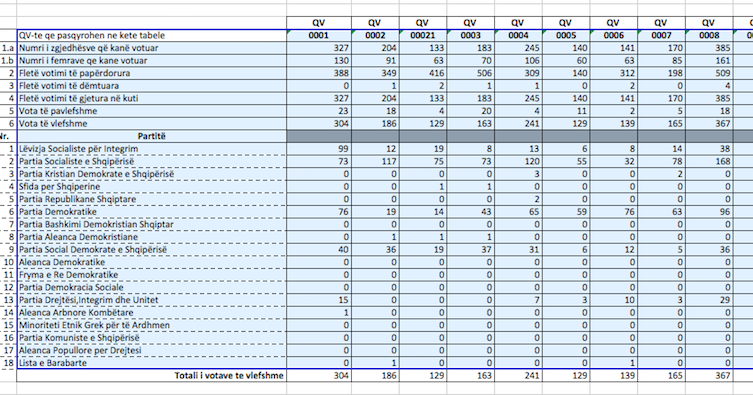 QV QV QV QV QV QV QV QV QV
QV-te qe pasqyrohen ne kete tabele 0001 0002 00021 0003 0004 0005 0006 0007 0008
1.a Numri i zgjedhësve që kanë votuar 327 204 133 183 245 140 141 170 385
1.b Numri i femrave qe kane votuar 130 91 63 70 106 60 63 85 161
2 Fletë votimi të papërdorura 388 349 416 506 309 140 312 198 509
3 Fletë votimi të dëmtuara 0 1 2 1 1 0 2 0 4
4 Fletë votimi të gjetura në kuti 327 204 133 183 245 140 141 170 385
5 Vota të pavlefshme 23 18 4 20 4 11 2 5 18
6 Vota të vlefshme 304 186 129 163 241 129 139 165 367
Nr. Partitë
1 Lëvizja Socialiste për Integrim 99 12 19 8 13 6 8 14 38
2 Partia Socialiste e Shqipërisë 73 117 75 73 120 55 32 78 168
3 Partia Kristian Demokrate e Shqipërisë 0 0 0 0 3 0 0 2 0
4 Sfida per Shqiperine 0 0 1 1 0 0 0 0 0
5 Partia Republikane Shqiptare 0 0 0 0 2 0 0 0 0
6 Partia Demokratike 76 19 14 43 65 59 76 63 96
7 Partia Bashkimi Demokristian Shqiptar 0 0 0 0 0 0 0 0 0
8 Partia Aleanca Demokristiane 0 1 1 1 0 0 0 0 0
9 Partia Social Demokrate e Shqipërisë 40 36 19 37 31 6 12 5 36
10 Aleanca Demokratike 0 0 0 0 0 0 0 0 0
11 Fryma e Re Demokratike 0 0 0 0 0 0 0 0 0
12 Partia Demokracia Sociale 0 0 0 0 0 0 0 0 0
13 Partia Drejtësi,Integrim dhe Unitet 15 0 0 0 7 3 10 3 29
14 Aleanca Arbnore Kombëtare 1 0 0 0 0 0 0 0 0
15 Minoriteti Etnik Grek për të Ardhmen 0 0 0 0 0 0 0 0 0
16 Partia Komuniste e Shqipërisë 0 0 0 0 0 0 0 0 0
17 Aleanca Popullore per Drejtesi 0 0 0 0 0 0 0 0 0
18 Lista e Barabarte 0 1 0 0 0 0 1 0 0
Totali i votave te vlefshme 304 186 129 163 241 129 139 165 367